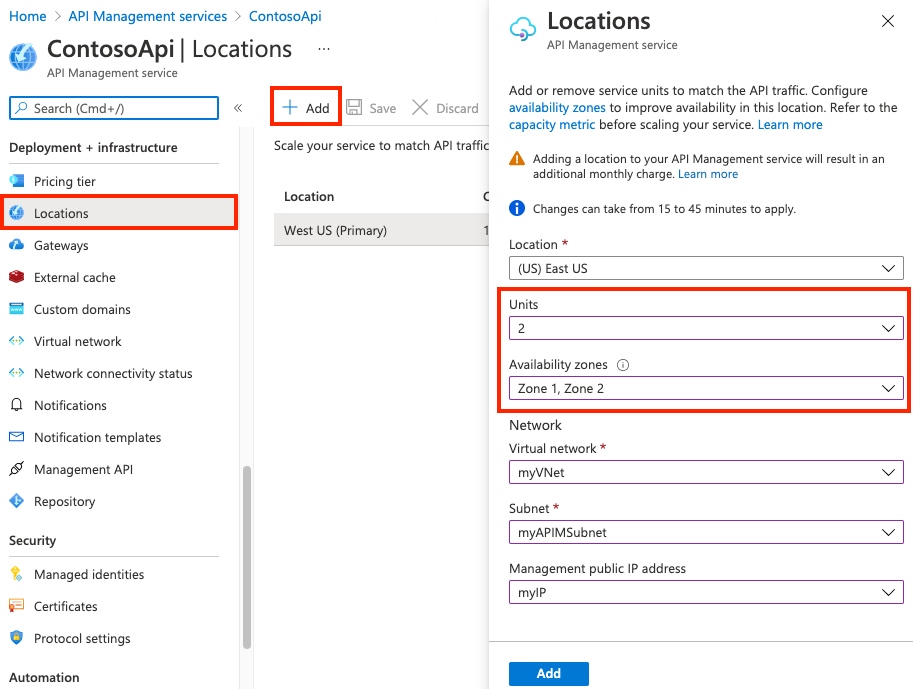 Home > API Management services > ContosoApi
ContosoApi | Locations ...
API Management service
Search (Cmd+/)
«
Deployment + infrastructure
Pricing tier
Locations
Gateways
External cache
Custom domains
Virtual network
Network connectivity status
Notifications
Notification templates
Management API
Repository
Security
Managed identities
Certificates
Protocol settings
Automation
Add Save Discard
Scale your service to match API traffic
Location C
West US (Primary) 1
Locations
API Management service
Add or remove service units to match the API traffic. Configure
availability zones to improve availability in this location. Refer to the
capacity metric before scaling your service. Learn more
Adding a location to your API Management service will result in an
additional monthly charge. Learn more
Changes can take from 15 to 45 minutes to apply.
Location *
(US) East US
Units
2
Availability zones
Zone 1, Zone 2
Network
Virtual network *
myVNet
Subnet *
myAPIMSubnet
Management public IP address
myIP
Add